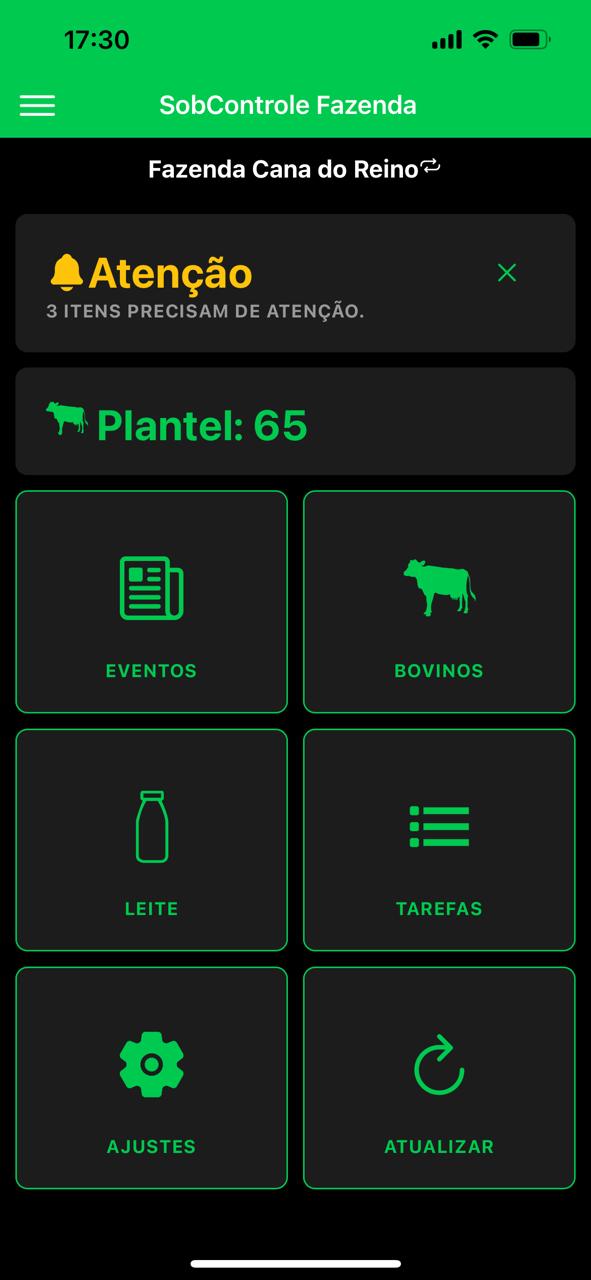 17:30
SobControle Fazenda
Fazenda Cana do Reino
Atenção
3 ITENS PRECISAM DE ATENÇÃO.
Plantel: 65
EVENTOS
BOVINOS
LEITE
TAREFAS
AJUSTES
ATUALIZAR